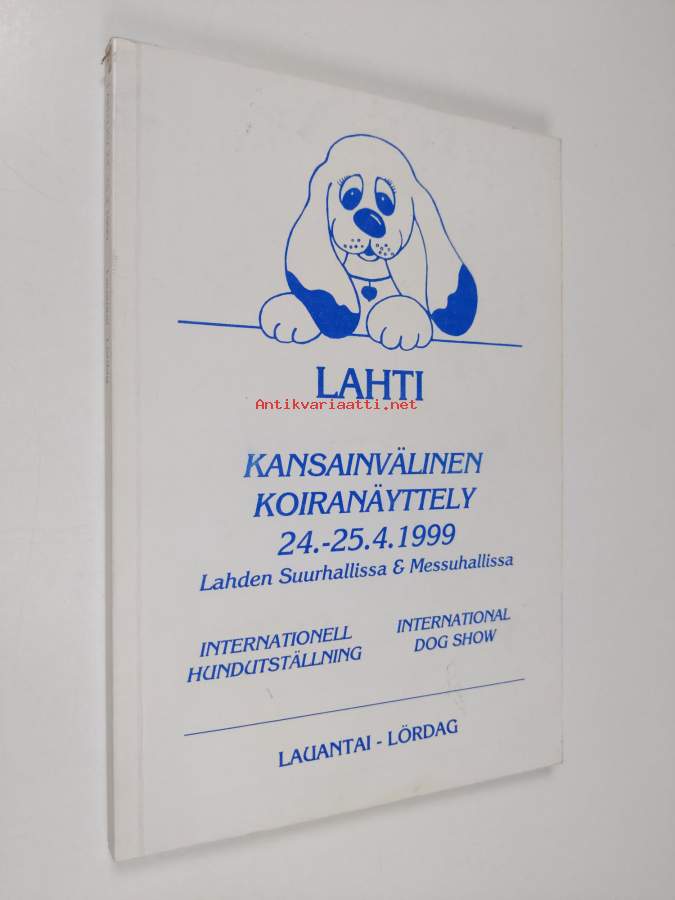 LAHTI
Antikvariaatti.net
KANSAINVÄLINEN
KOIRANÄYTTELY
24.-25.4.1999
Lahden Suurhallissa & Messuhallissa
INTERNATIONELL
HUNDUTSTÄLLNING
INTERNATIONAL
DOG SHOW
LAUANTAI - LÖRDAG